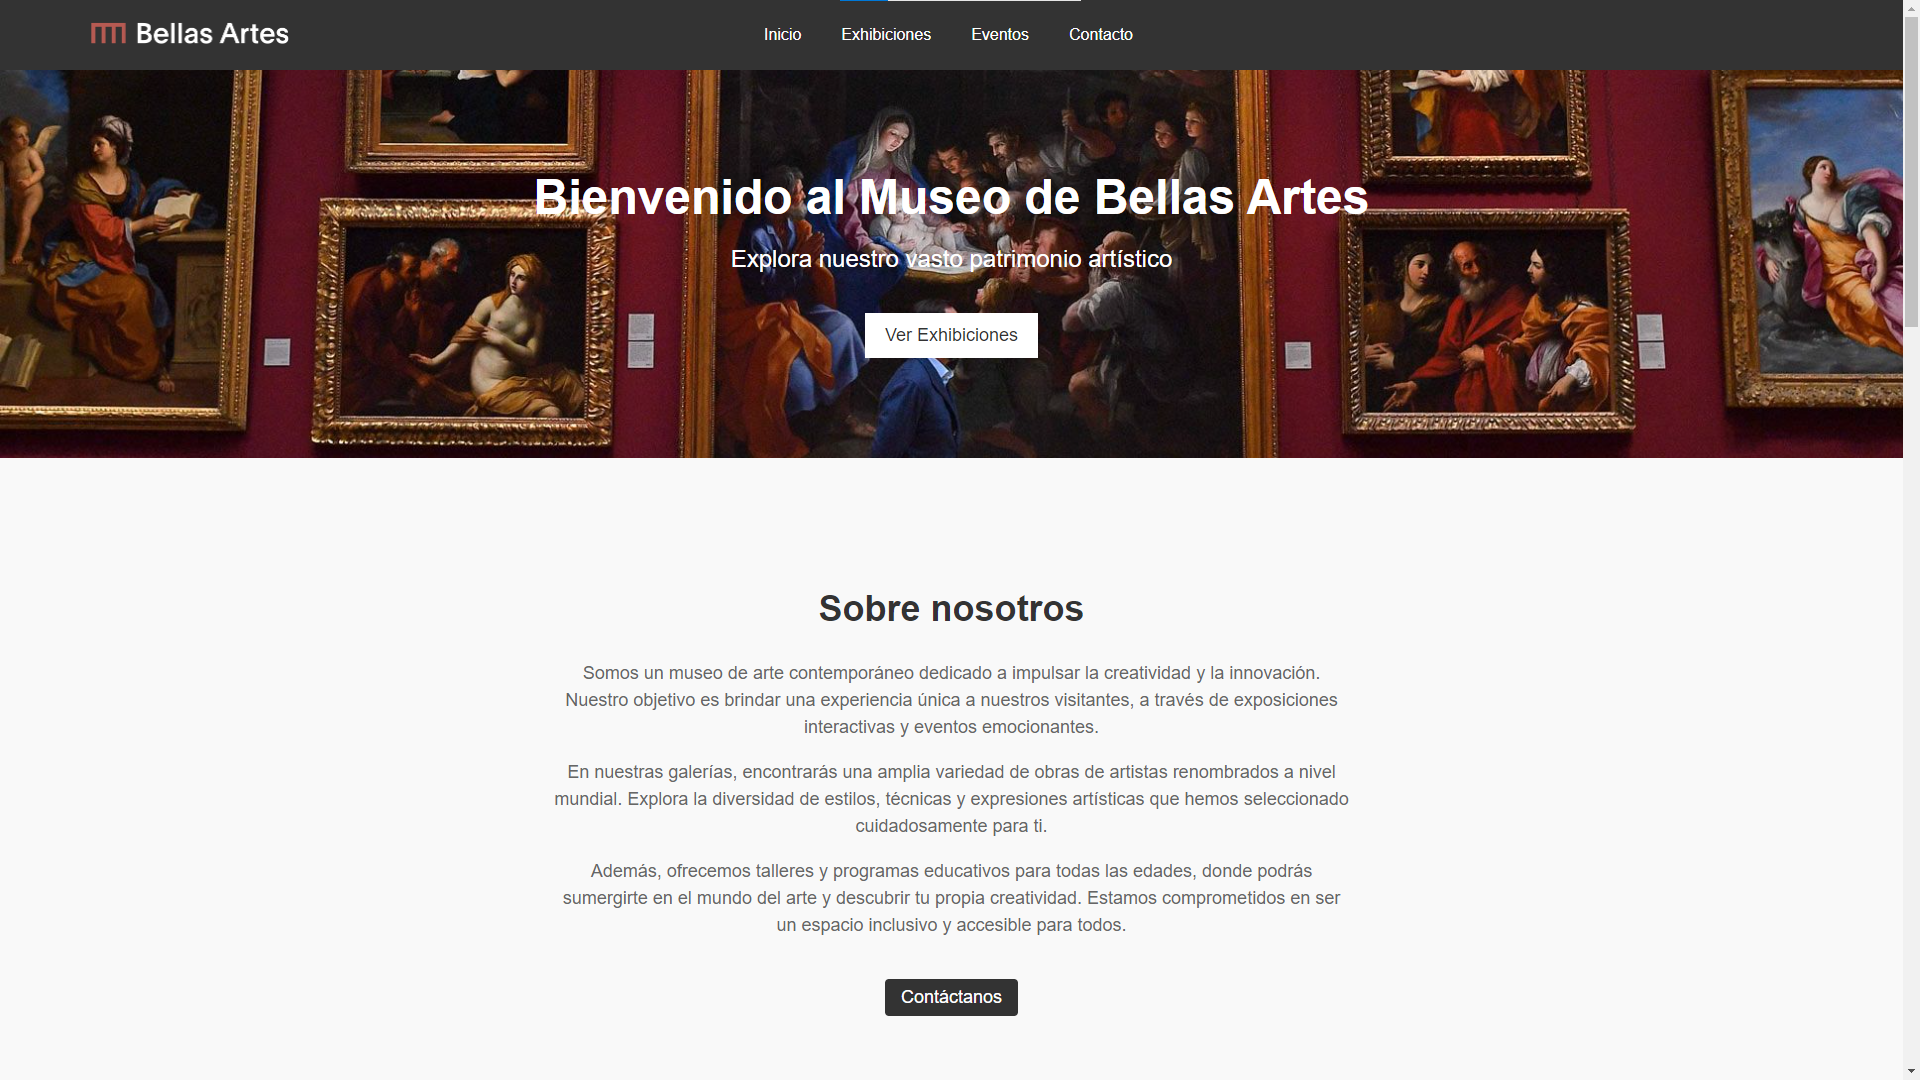 Bellas Artes
Inicio Exhibiciones Eventos Contacto
Bienvenido al Museo de Bellas Artes
Explora nuestro vasto patrimonio artístico
Ver Exhibiciones
Sobre nosotros
Somos un museo de arte contemporáneo dedicado a impulsar la creatividad y la innovación.
Nuestro objetivo es brindar una experiencia única a nuestros visitantes, a través de exposiciones
interactivas y eventos emocionantes.
En nuestras galerías, encontrarás una amplia variedad de obras de artistas renombrados a nivel
mundial. Explora la diversidad de estilos, técnicas y expresiones artísticas que hemos seleccionado
cuidadosamente para ti.
Además, ofrecemos talleres y programas educativos para todas las edades, donde podrás
sumergirte en el mundo del arte y descubrir tu propia creatividad. Estamos comprometidos en ser
un espacio inclusivo y accesible para todos.
Contáctanos